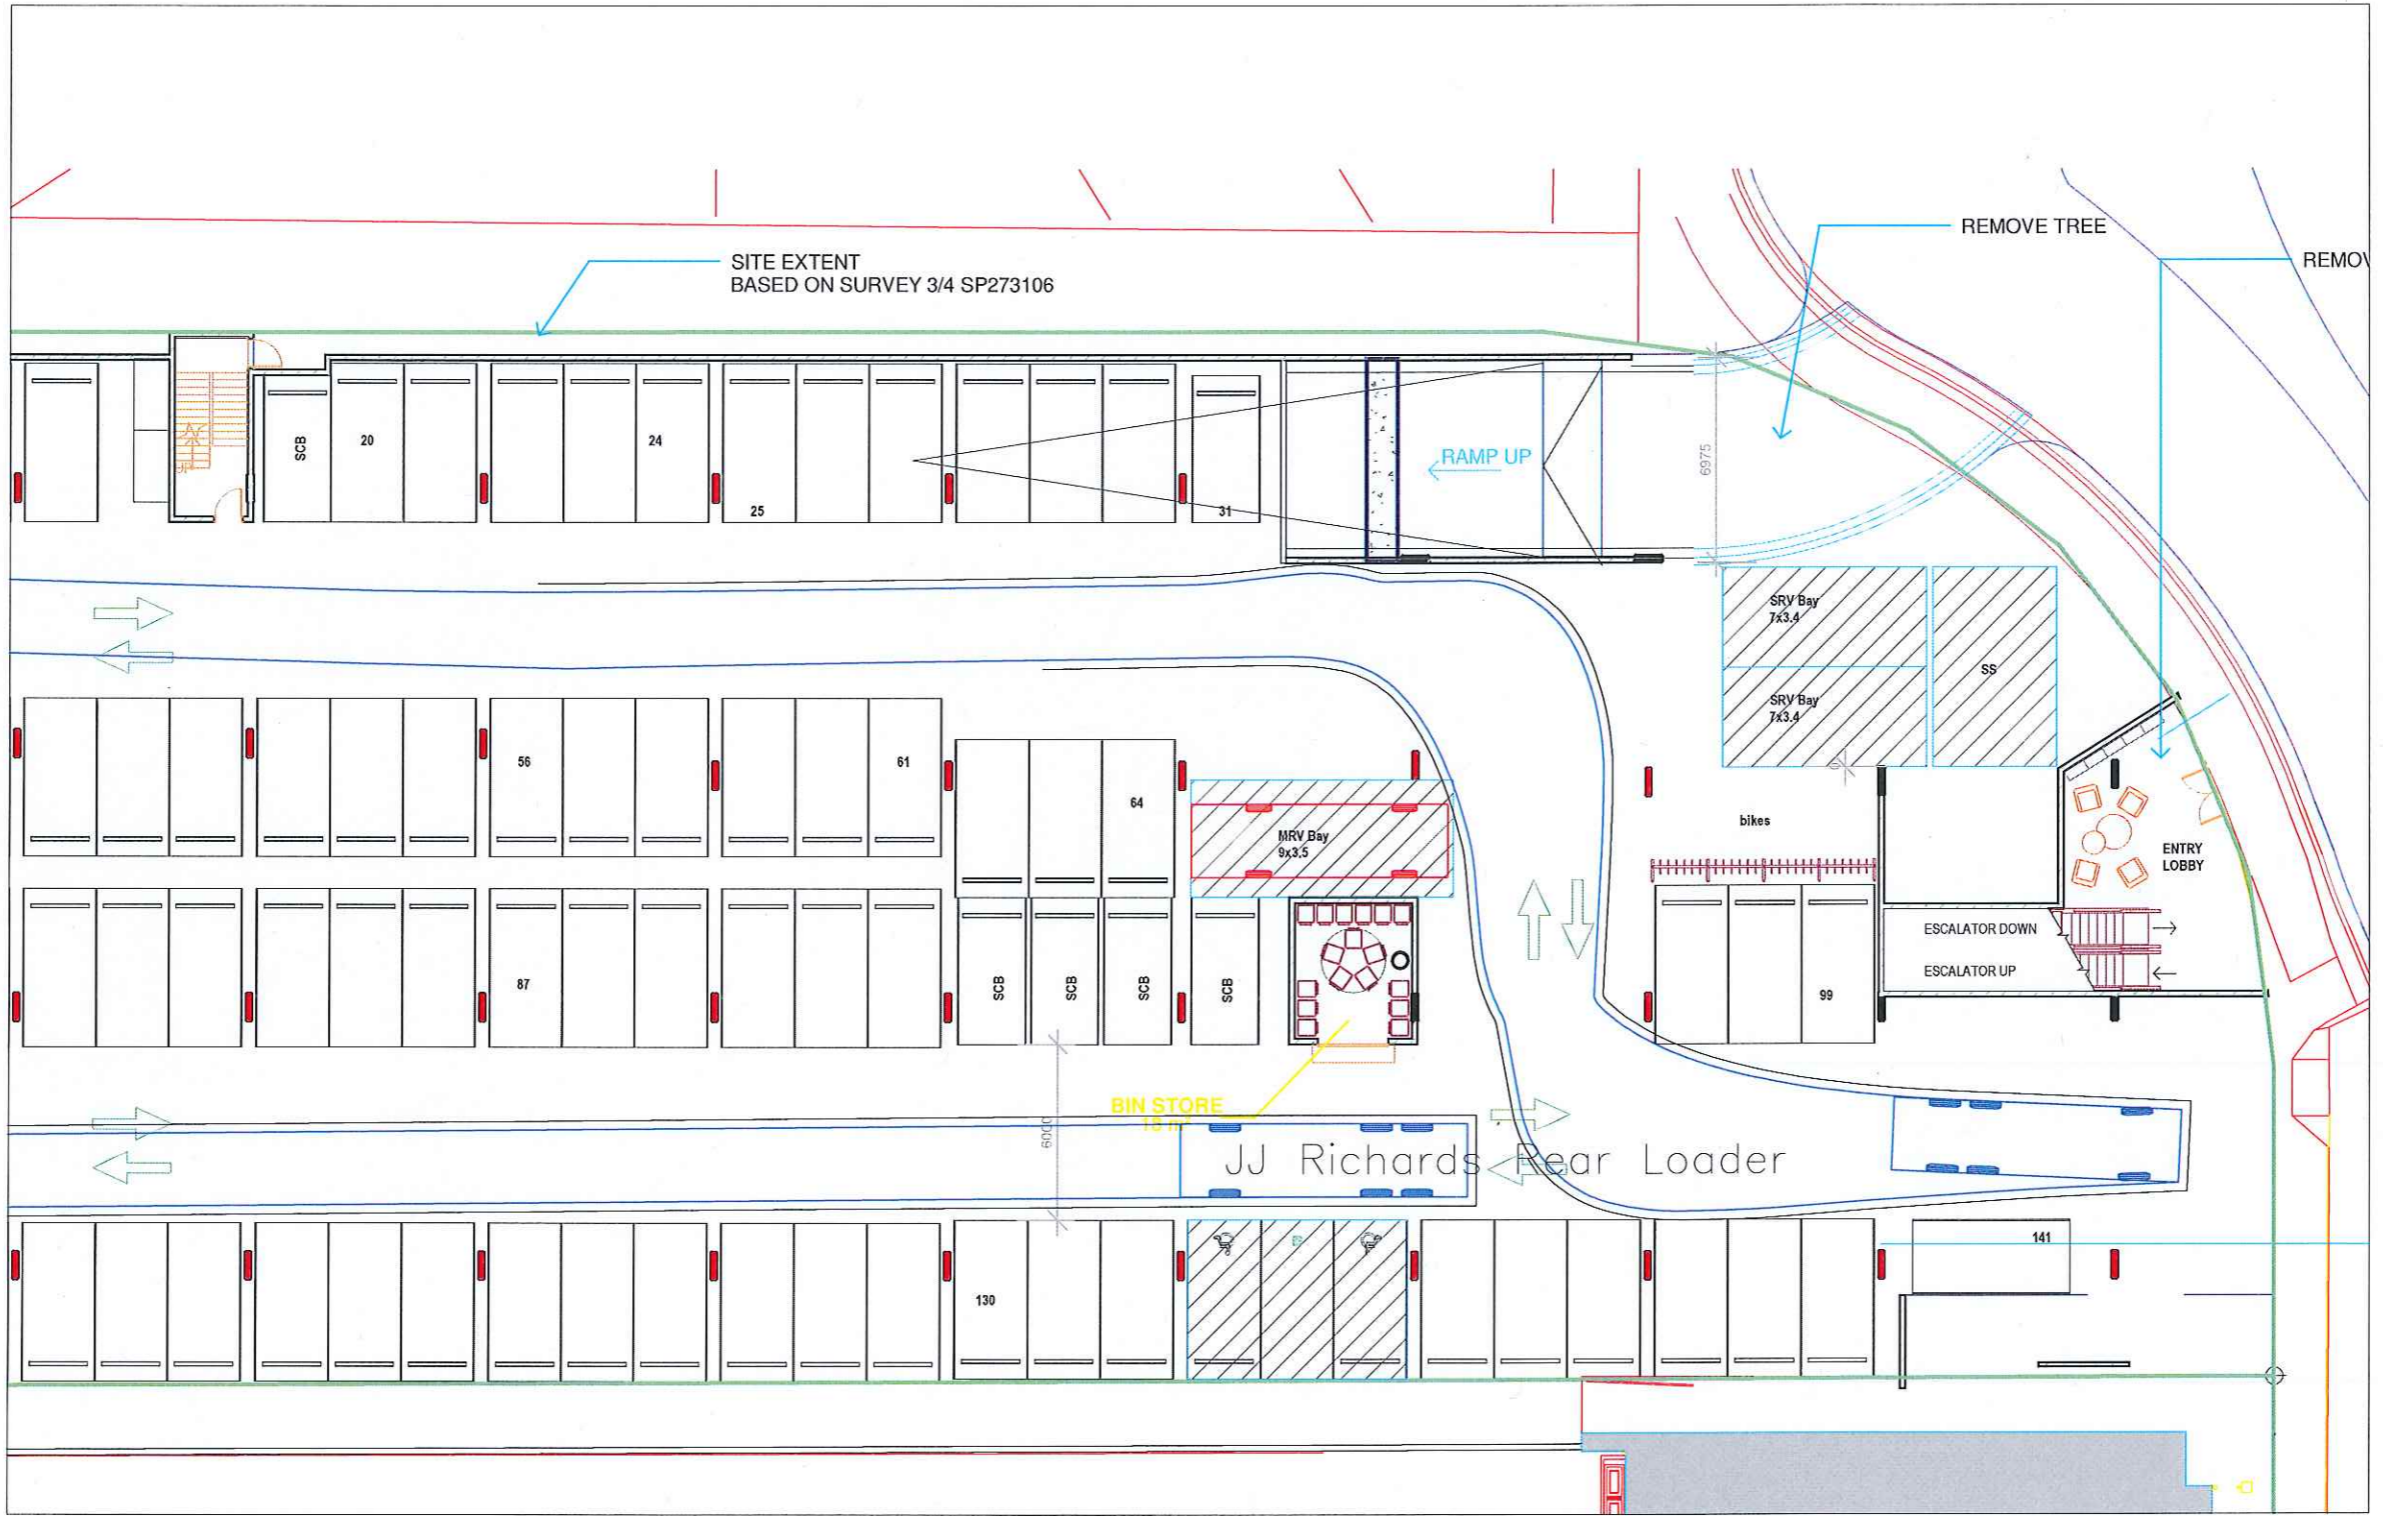 REMOVE TREE
REMOV
SITE EXTENT
BASED ON SURVEY 3/4 SP273106
SCB
20
24
25
31
RAMP UP
6975
SRV Bay
7x3.4
SS
SRV Bay
7x3.4
56
61
64
MRV Bay
9x3.5
bikes
ENTRY
LOBBY
ESCALATOR DOWN
ESCALATOR UP
87
SCB
SCB
SCB
SCB
99
BIN STORE
6000
JJ Richards Rear Loader
130
141